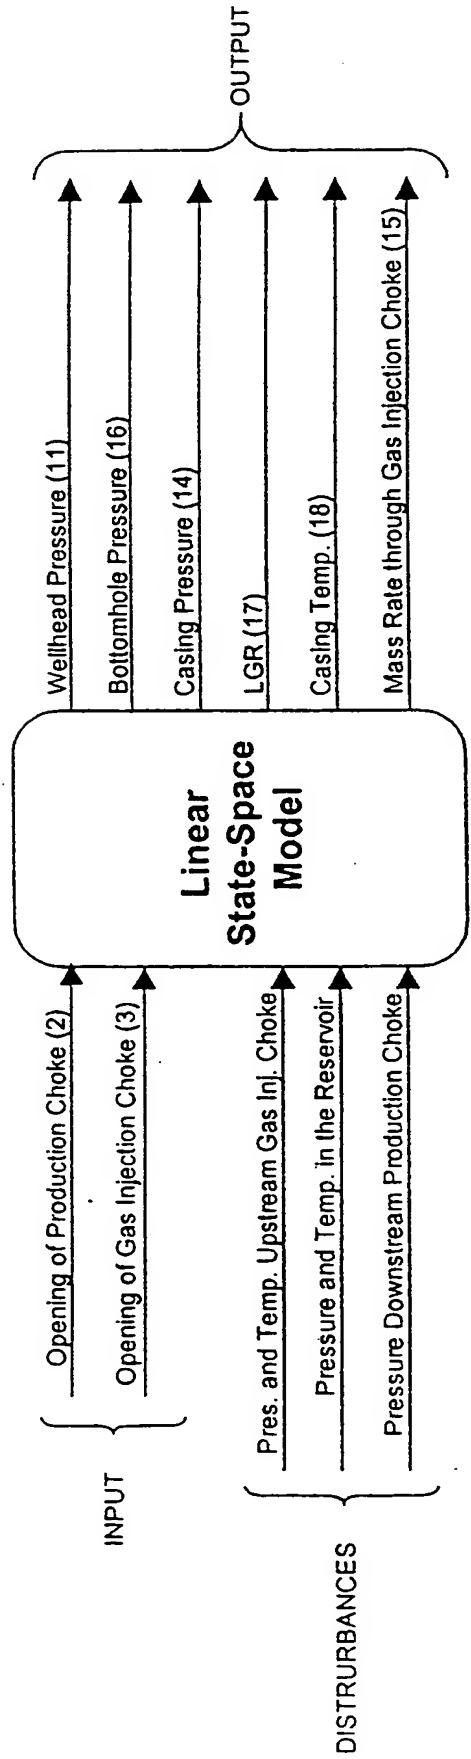 INPUT
Opening of Production Choke (2)
Opening of Gas Injection Choke (3)
DISTRURBANCES
Pres. and Temp. Upstream Gas Inj. Choke
Pressure and Temp. in the Reservoir
Pressure Downstream Production Choke
Linear
State-Space
Model
Wellhead Pressure (11)
Bottomhole Pressure (16)
Casing Pressure (14)
LGR (17)
Casing Temp. (18)
Mass Rate through Gas Injection Choke (15)
OUTPUT